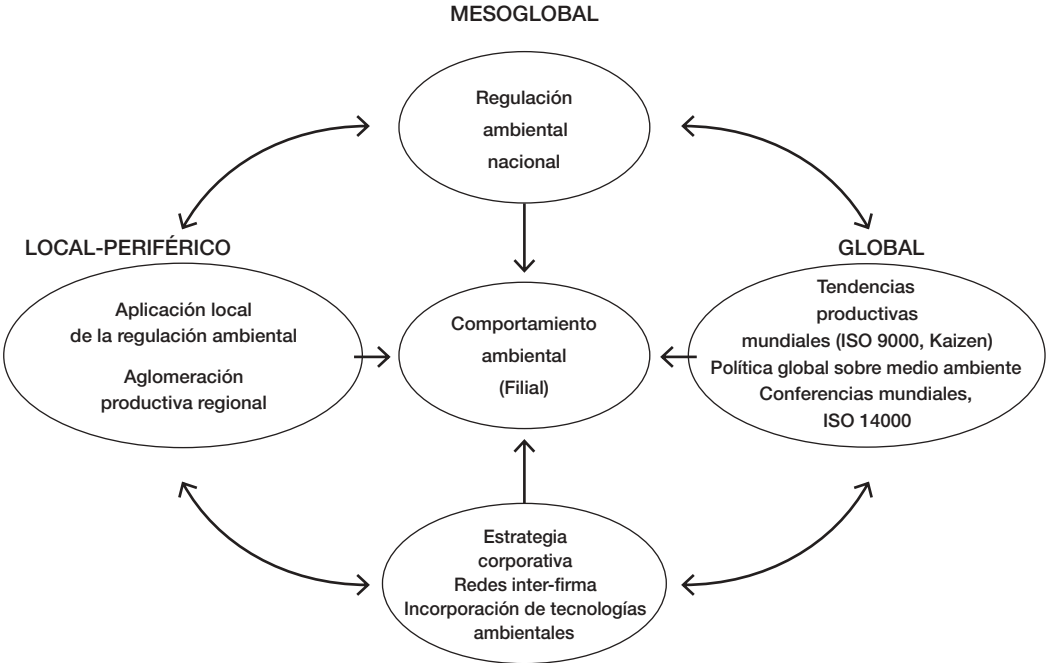 MESOGLOBAL
Regulación
ambiental
nacional
LOCAL-PERIFÉRICO
Aplicación local
de la regulación ambiental
Aglomeración
productiva regional
Comportamiento
ambiental
(Filial)
GLOBAL
Tendencias
productivas
mundiales (ISO 9000, Kaizen)
Política global sobre medio ambiente
Conferencias mundiales,
ISO 14000
Estrategia
corporativa
Redes inter-firma
Incorporación de tecnologías
ambientales